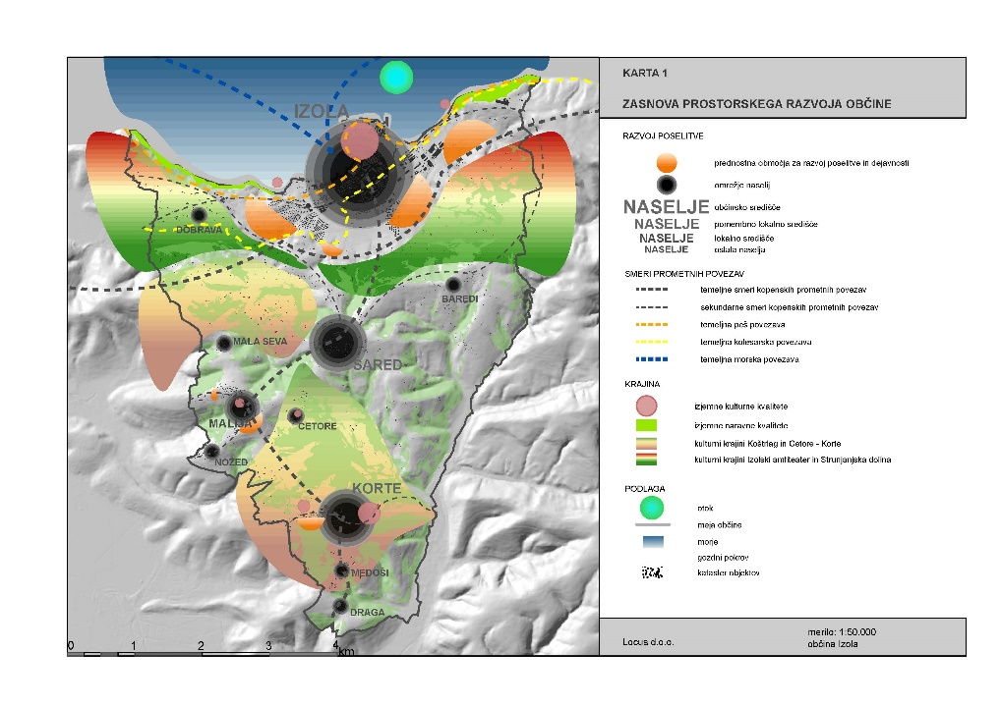 KARTA 1
ZASNOVA PROSTORSKEGA RAZVOJA OBČINE
RAZVOJ POSELITVE
prednostna območja za razvoj poselitve in dejavnosti
omrežje naselij
NASELJE občinsko središče
NASELJE pomembno lokalno središče
NASELJE lokalno središče
NASELJE ostala naselja
SMERI PROMETNIH POVEZAV
temeljne smeri kopenskih prometnih povezav
sekundarne smeri kopenskih prometnih povezav
temeljna peš povezava
temeljna kolesarska povezava
temeljna morska povezava
KRAJINA
izjemne kulturne kvalitete
izjemne naravne kvalitete
kulturni krajini Koštrlag in Cetore - Korte
kulturni krajini Izolski amfiteater in Strunjanska dolina
PODLAGA
otok
meja občine
morje
gozdni pokrov
kataster objektov
Locus d.o.o.
merilo: 1:50.000
občina Izola
IZOLA
DOBRAVA
BAREDI
MALA SEVA
ŠARED
MALIJA
CETORE
NOŽED
KORTE
MEDOŠI
DRAGA
0 1 2 3 4 km